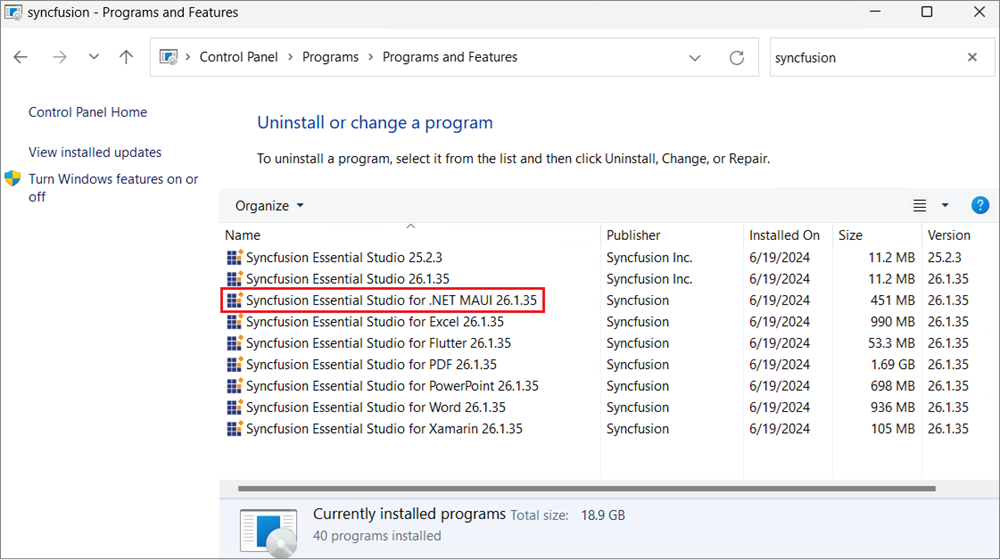 syncfusion - Programs and Features
Control Panel Programs Programs and Features
syncfusion
Control Panel Home
View installed updates
Turn Windows features on or
off
Uninstall or change a program
To uninstall a program, select it from the list and then click Uninstall, Change, or Repair.
Organize
?
Name Publisher Installed On Size Version
Syncfusion Essential Studio 25.2.3 Syncfusion Inc. 6/19/2024 11.2 MB 25.2.3
Syncfusion Essential Studio 26.1.35 Syncfusion Inc. 6/19/2024 11.2 MB 26.1.35
Syncfusion Essential Studio for .NET MAUI 26.1.35 Syncfusion 6/19/2024 451 MB 26.1.35
Syncfusion Essential Studio for Excel 26.1.35 Syncfusion 6/19/2024 990 MB 26.1.35
Syncfusion Essential Studio for Flutter 26.1.35 Syncfusion 6/19/2024 53.3 MB 26.1.35
Syncfusion Essential Studio for PDF 26.1.35 Syncfusion 6/19/2024 1.69 GB 26.1.35
Syncfusion Essential Studio for PowerPoint 26.1.35 Syncfusion 6/19/2024 698 MB 26.1.35
Syncfusion Essential Studio for Word 26.1.35 Syncfusion 6/19/2024 936 MB 26.1.35
Syncfusion Essential Studio for Xamarin 26.1.35 Syncfusion 6/19/2024 105 MB 26.1.35
Currently installed programs Total size: 18.9 GB
40 programs installed